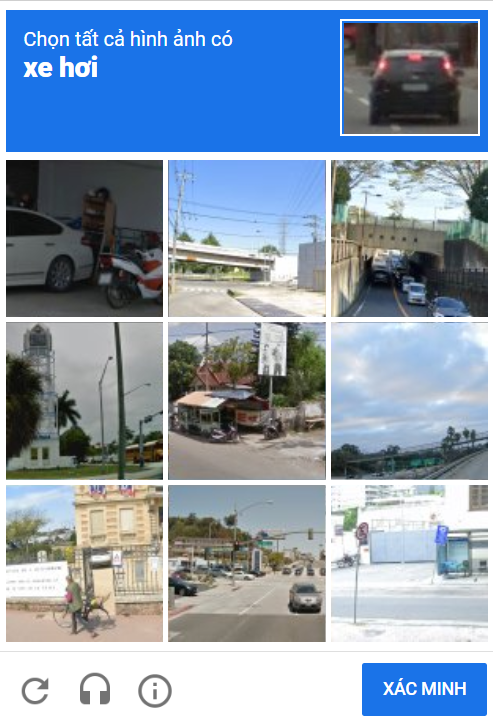 Chọn tất cả hình ảnh có
xe hơi
XÁC MINH